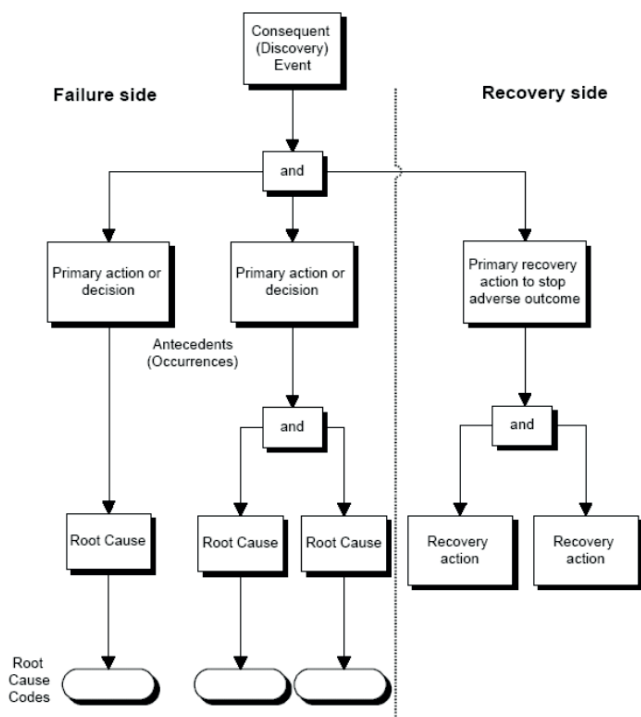 Consequent
(Discovery)
Event
Failure side
Recovery side
and
Primary action or
decision
Primary action or
decision
Primary recovery
action to stop
adverse outcome
Antecedents
(Occurrences)
and
and
Root Cause
Root Cause
Root Cause
Recovery
action
Recovery
action
Root
Cause
Codes